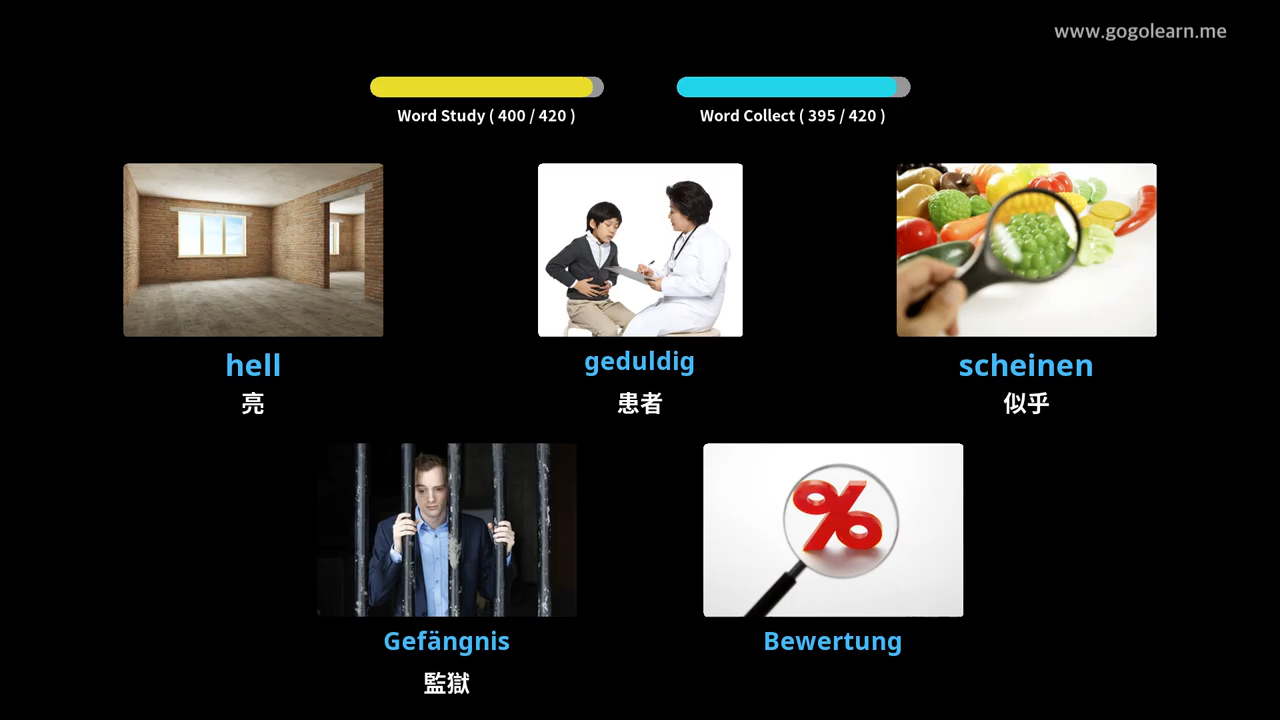 www.gogolearn.me
Word Study ( 400 / 420 )
Word Collect ( 395 / 420 )
hell
亮
geduldig
患者
scheinen
似乎
Gefängnis
監獄
Bewertung